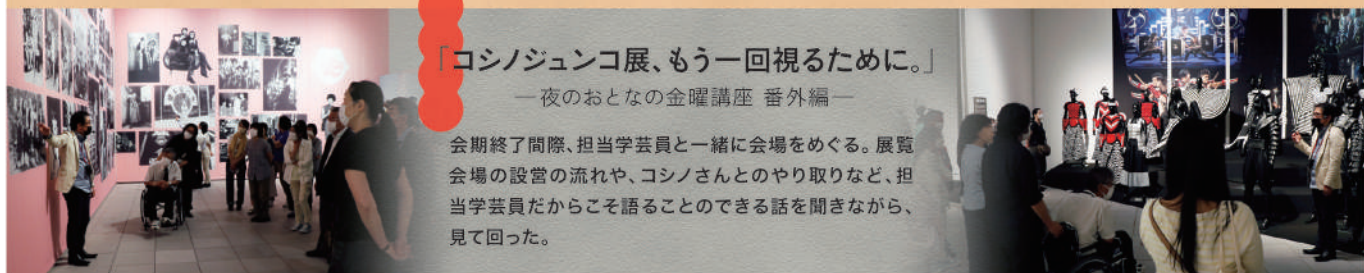 「コシノジュンコ展、もう一回視るために。」
―夜のおとなの金曜講座 番外編―
会期終了間際、担当学芸員と一緒に会場をめぐる。展覧
会場の設営の流れや、コシノさんとのやり取りなど、担
当学芸員だからこそ語ることのできる話を聞きながら、
見て回った。